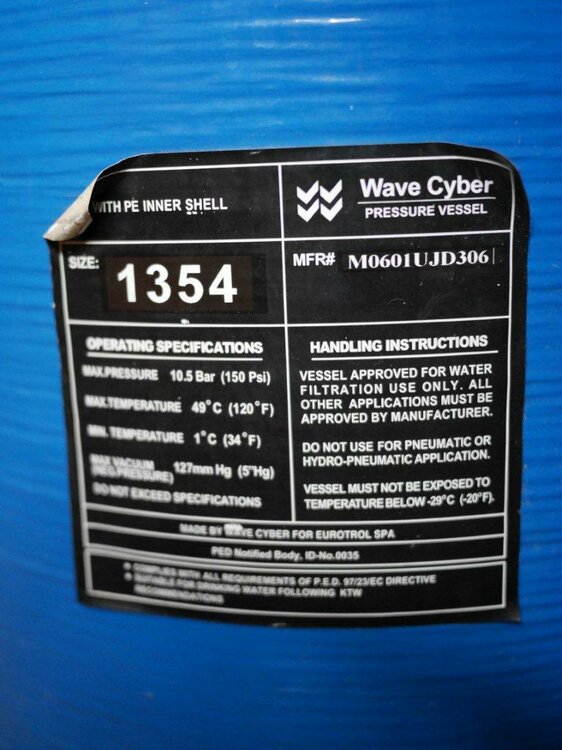 WITH PE INNER SHELL
Wave Cyber
PRESSURE VESSEL
SIZE: 1354
MFR# M0601UJD306
OPERATING SPECIFICATIONS
MAX.PRESSURE 10.5 Bar (150 Psi)
MAX.TEMPERATURE 49°C (120°F)
MIN. TEMPERATURE 1°C (34°F)
MAX.VACUUM
(NEG.PRESSURE) 127mm Hg (5"Hg)
DO NOT EXCEED SPECIFICATIONS
HANDLING INSTRUCTIONS
VESSEL APPROVED FOR WATER
FILTRATION USE ONLY. ALL
OTHER APPLICATIONS MUST BE
APPROVED BY MANUFACTURER.
DO NOT USE FOR PNEUMATIC OR
HYDRO-PNEUMATIC APPLICATION.
VESSEL MUST NOT BE EXPOSED TO
TEMPERATURE BELOW -29°C (-20°F).
MADE BY WAVE CYBER FOR EUROTROL SPA
PED Notified Body, ID-No.0035
● COMPLIES WITH ALL REQUIREMENTS OF P.E.D. 97/23/EC DIRECTIVE
● SUITABLE FOR DRINKING WATER FOLLOWING KTW
RECOMMENDATIONS